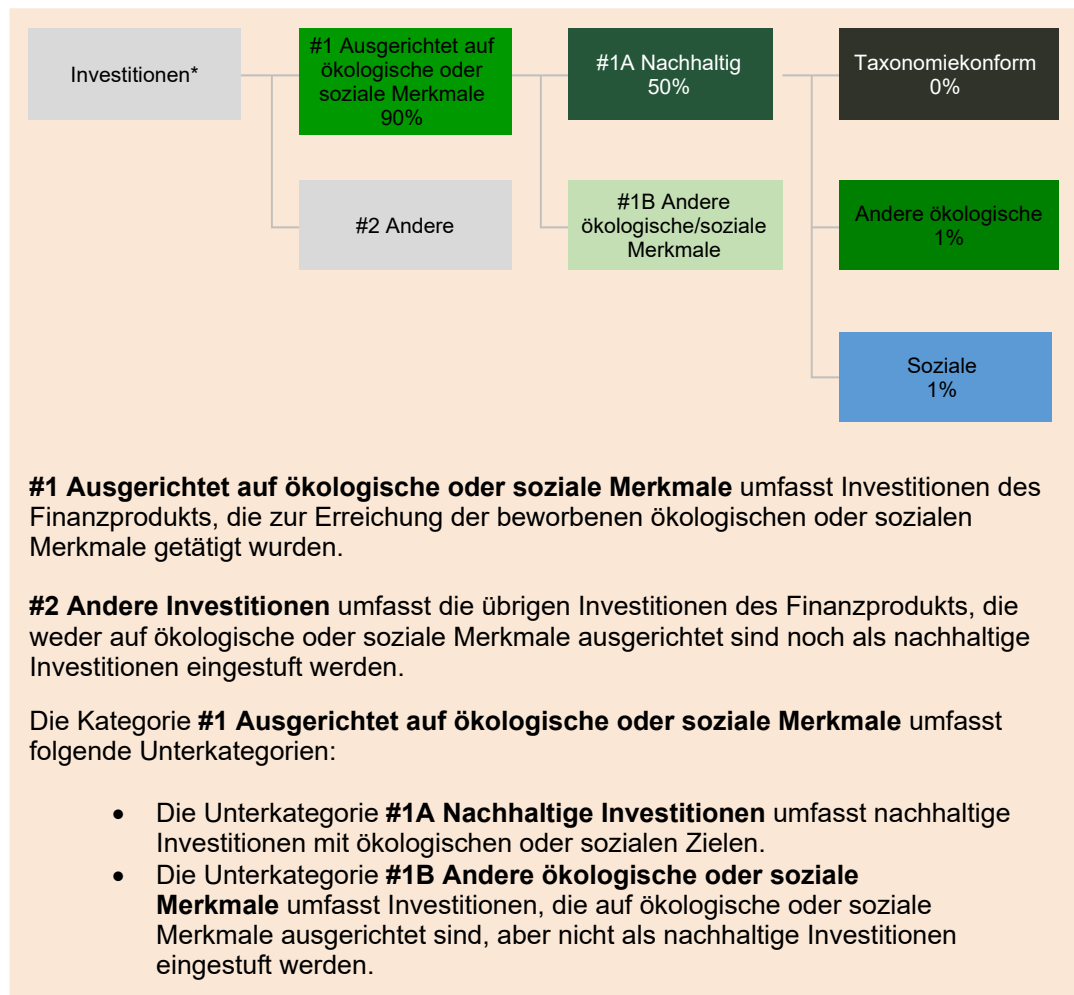 Investitionen*
#1 Ausgerichtet auf
ökologische oder
soziale Merkmale
90%
#1A Nachhaltig
50%
Taxonomiekonform
0%
#2 Andere
#1B Andere
ökologische/soziale
Merkmale
Andere ökologische
1%
Soziale
1%
#1 Ausgerichtet auf ökologische oder soziale Merkmale umfasst Investitionen des
Finanzprodukts, die zur Erreichung der beworbenen ökologischen oder sozialen
Merkmale getätigt wurden.
#2 Andere Investitionen umfasst die übrigen Investitionen des Finanzprodukts, die
weder auf ökologische oder soziale Merkmale ausgerichtet sind noch als nachhaltige
Investitionen eingestuft werden.
Die Kategorie #1 Ausgerichtet auf ökologische oder soziale Merkmale umfasst
folgende Unterkategorien:
• Die Unterkategorie #1A Nachhaltige Investitionen umfasst nachhaltige
Investitionen mit ökologischen oder sozialen Zielen.
• Die Unterkategorie #1B Andere ökologische oder soziale
Merkmale umfasst Investitionen, die auf ökologische oder soziale
Merkmale ausgerichtet sind, aber nicht als nachhaltige Investitionen
eingestuft werden.